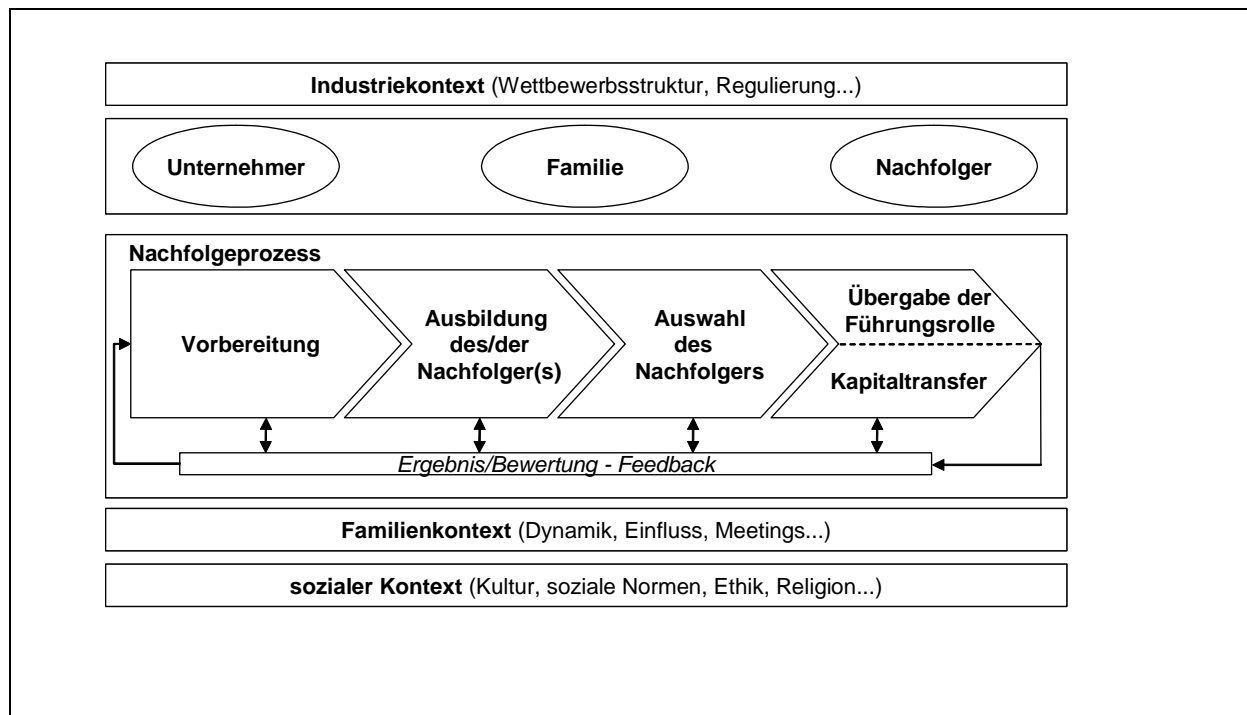 Industriekontext (Wettbewerbsstruktur, Regulierung...)
Unternehmer
Familie
Nachfolger
Nachfolgeprozess
Vorbereitung
Ausbildung
des/der
Nachfolger(s)
Auswahl
des
Nachfolgers
Übergabe der
Führungsrolle
Kapitaltransfer
Ergebnis/Bewertung - Feedback
Familienkontext (Dynamik, Einfluss, Meetings...)
sozialer Kontext (Kultur, soziale Normen, Ethik, Religion...)